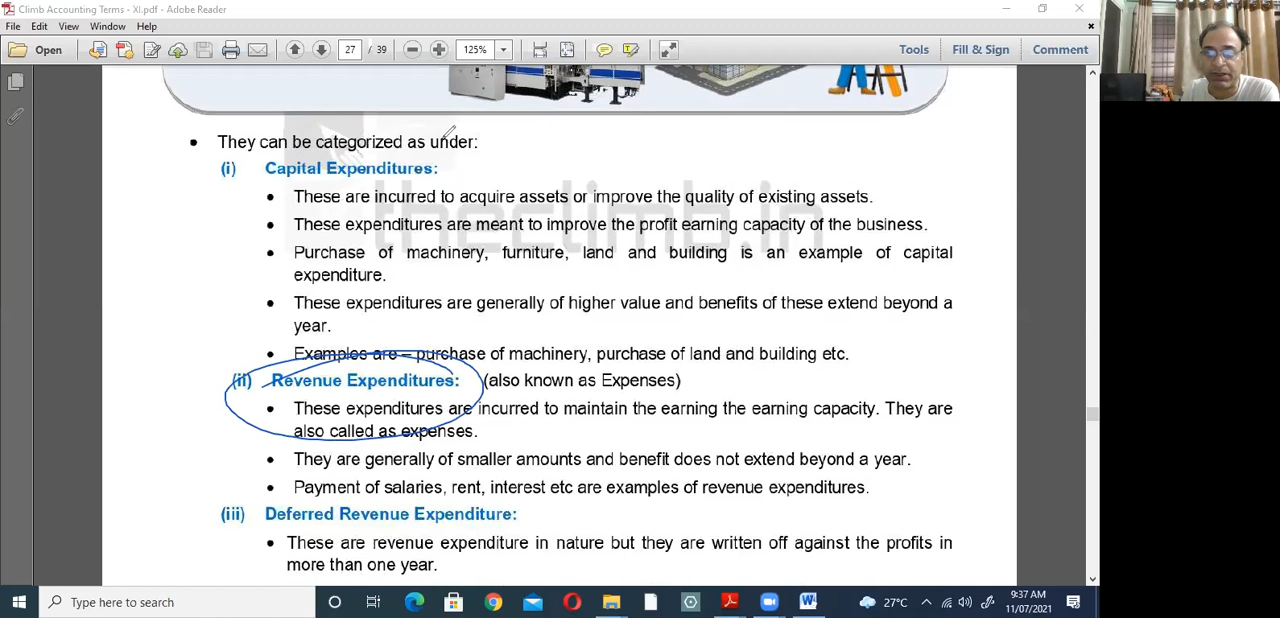 Climb Accounting Terms - XI.pdf - Adobe Reader
File Edit View Window Help
Open 27 / 39 125% Tools Fill & Sign Comment
• They can be categorized as under:
(i) Capital Expenditures:
• These are incurred to acquire assets or improve the quality of existing assets.
• These expenditures are meant to improve the profit earning capacity of the business.
• Purchase of machinery, furniture, land and building is an example of capital
expenditure.
• These expenditures are generally of higher value and benefits of these extend beyond a
year.
• Examples are – purchase of machinery, purchase of land and building etc.
(ii) Revenue Expenditures: (also known as Expenses)
• These expenditures are incurred to maintain the earning the earning capacity. They are
also called as expenses.
• They are generally of smaller amounts and benefit does not extend beyond a year.
• Payment of salaries, rent, interest etc are examples of revenue expenditures.
(iii) Deferred Revenue Expenditure:
• These are revenue expenditure in nature but they are written off against the profits in
more than one year.
theclimb.in
Type here to search 27°C 9:37 AM
11/07/2021